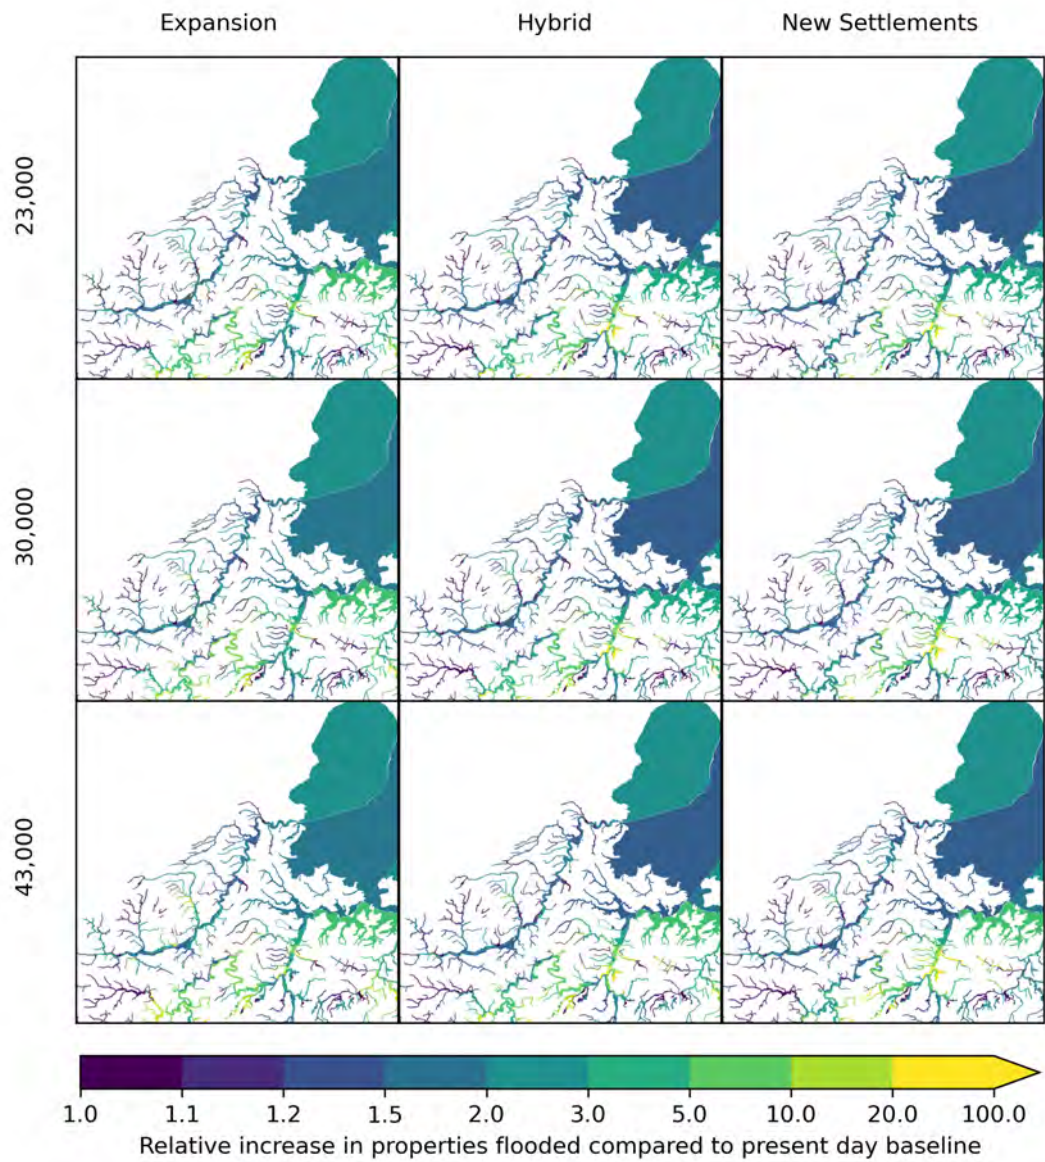 Expansion Hybrid New Settlements
23,000
30,000
43,000
1.0 1.1 1.2 1.5 2.0 3.0 5.0 10.0 20.0 100.0
Relative increase in properties flooded compared to present day baseline